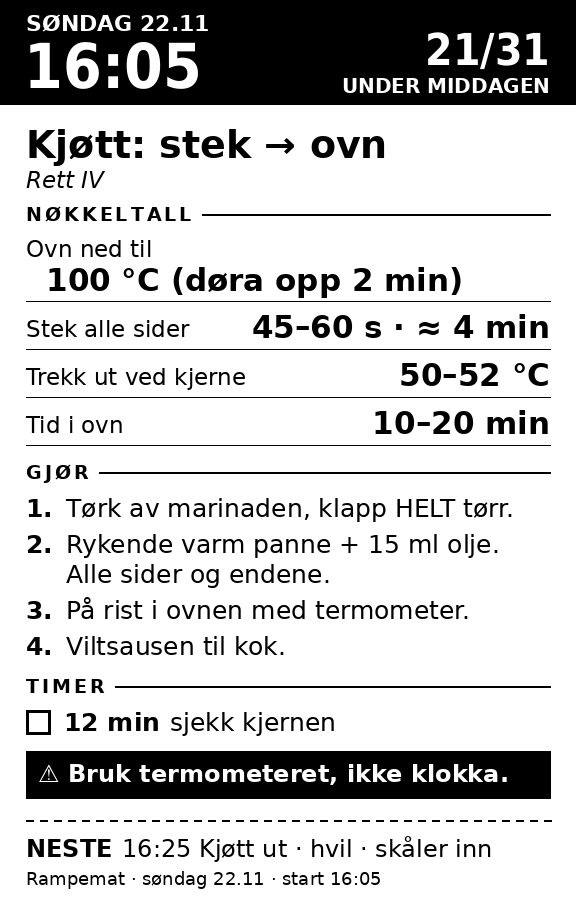 SØNDAG 22.11
16:05
21/31
UNDER MIDDAGEN
Kjøtt: stek → ovn
Rett IV
NØKKELTALL
Ovn ned til
100 °C (døra opp 2 min)
Stek alle sider 45–60 s · ≈ 4 min
Trekk ut ved kjerne 50–52 °C
Tid i ovn 10–20 min
GJØR
1. Tørk av marinaden, klapp HELT tørr.
2. Rykende varm panne + 15 ml olje.
Alle sider og endene.
3. På rist i ovnen med termometer.
4. Viltsausen til kok.
TIMER
☐ 12 min sjekk kjernen
⚠ Bruk termometeret, ikke klokka.
NESTE 16:25 Kjøtt ut · hvil · skåler inn
Rampemat · søndag 22.11 · start 16:05